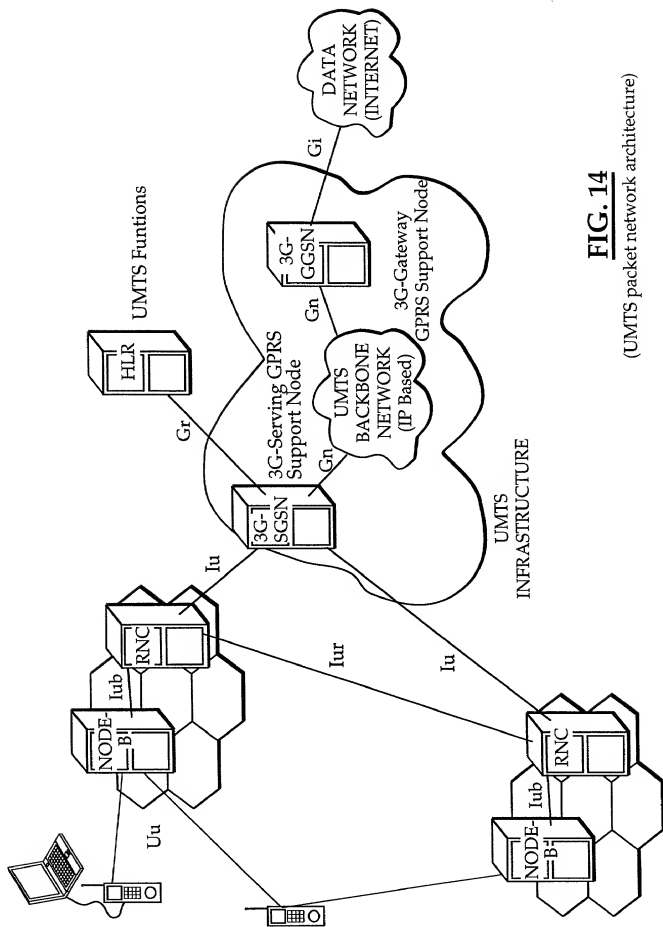 UMTS Funtions
HLR
Gr
Uu
NODE-
B
Iub
RNC
Iu
3G-
SGSN
3G-Serving GPRS
Support Node
Gn
UMTS
BACKBONE
NETWORK
(IP Based)
Gn
3G-
GGSN
3G-Gateway
GPRS Support Node
Gi
DATA
NETWORK
(INTERNET)
Iur
Iu
UMTS
INFRASTRUCTURE
NODE-
B
Iub
RNC
FIG. 14
(UMTS packet network architecture)